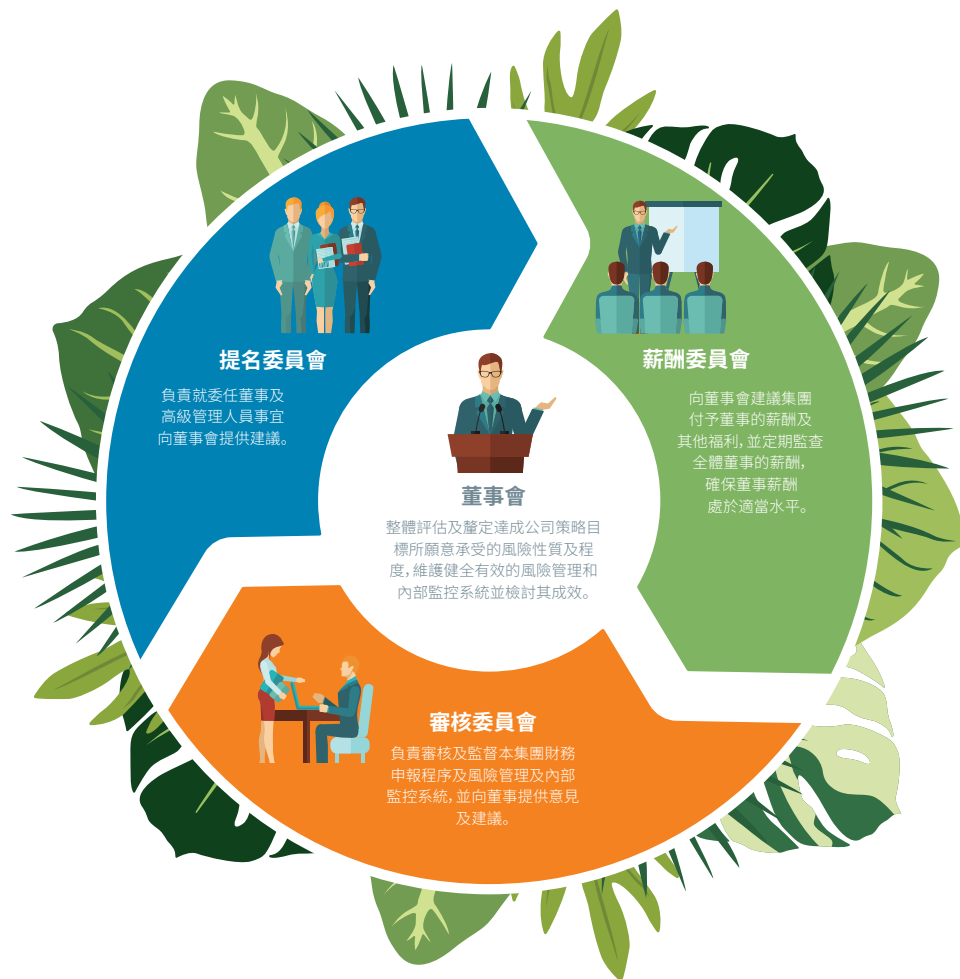 提名委員會
負責就委任董事及
高級管理人員事宜
向董事會提供建議。
薪酬委員會
向董事會建議集團
付予董事的薪酬及
其他福利，並定期監查
全體董事的薪酬，
確保董事薪酬
處於適當水平。
董事會
整體評估及釐定達成公司策略目
標所願意承受的風險性質及程
度，維護健全有效的風險管理和
內部監控系統並檢討其成效。
審核委員會
負責審核及監督本集團財務
申報程序及風險管理及內部
監控系統，並向董事提供意見
及建議。